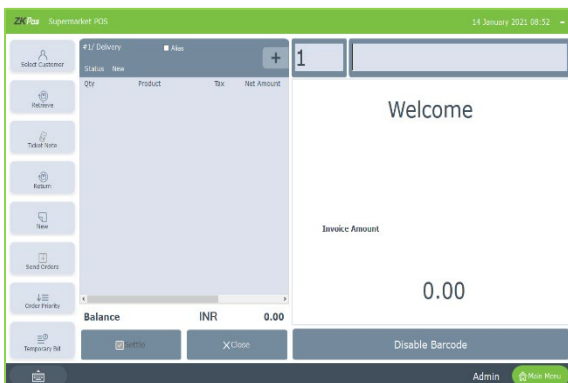 ZKPos Supermarket POS
14 January 2021 08:52
Select Customer
Retrieve
Ticket Note
Return
New
Send Orders
Order Priority
Temporary Bill
#1/ Delivery Alias
Status New
+
Qty Product Tax Net Amount
Balance INR 0.00
Settle
Close
1
Welcome
Invoice Amount
0.00
Disable Barcode
Admin
Main Menu